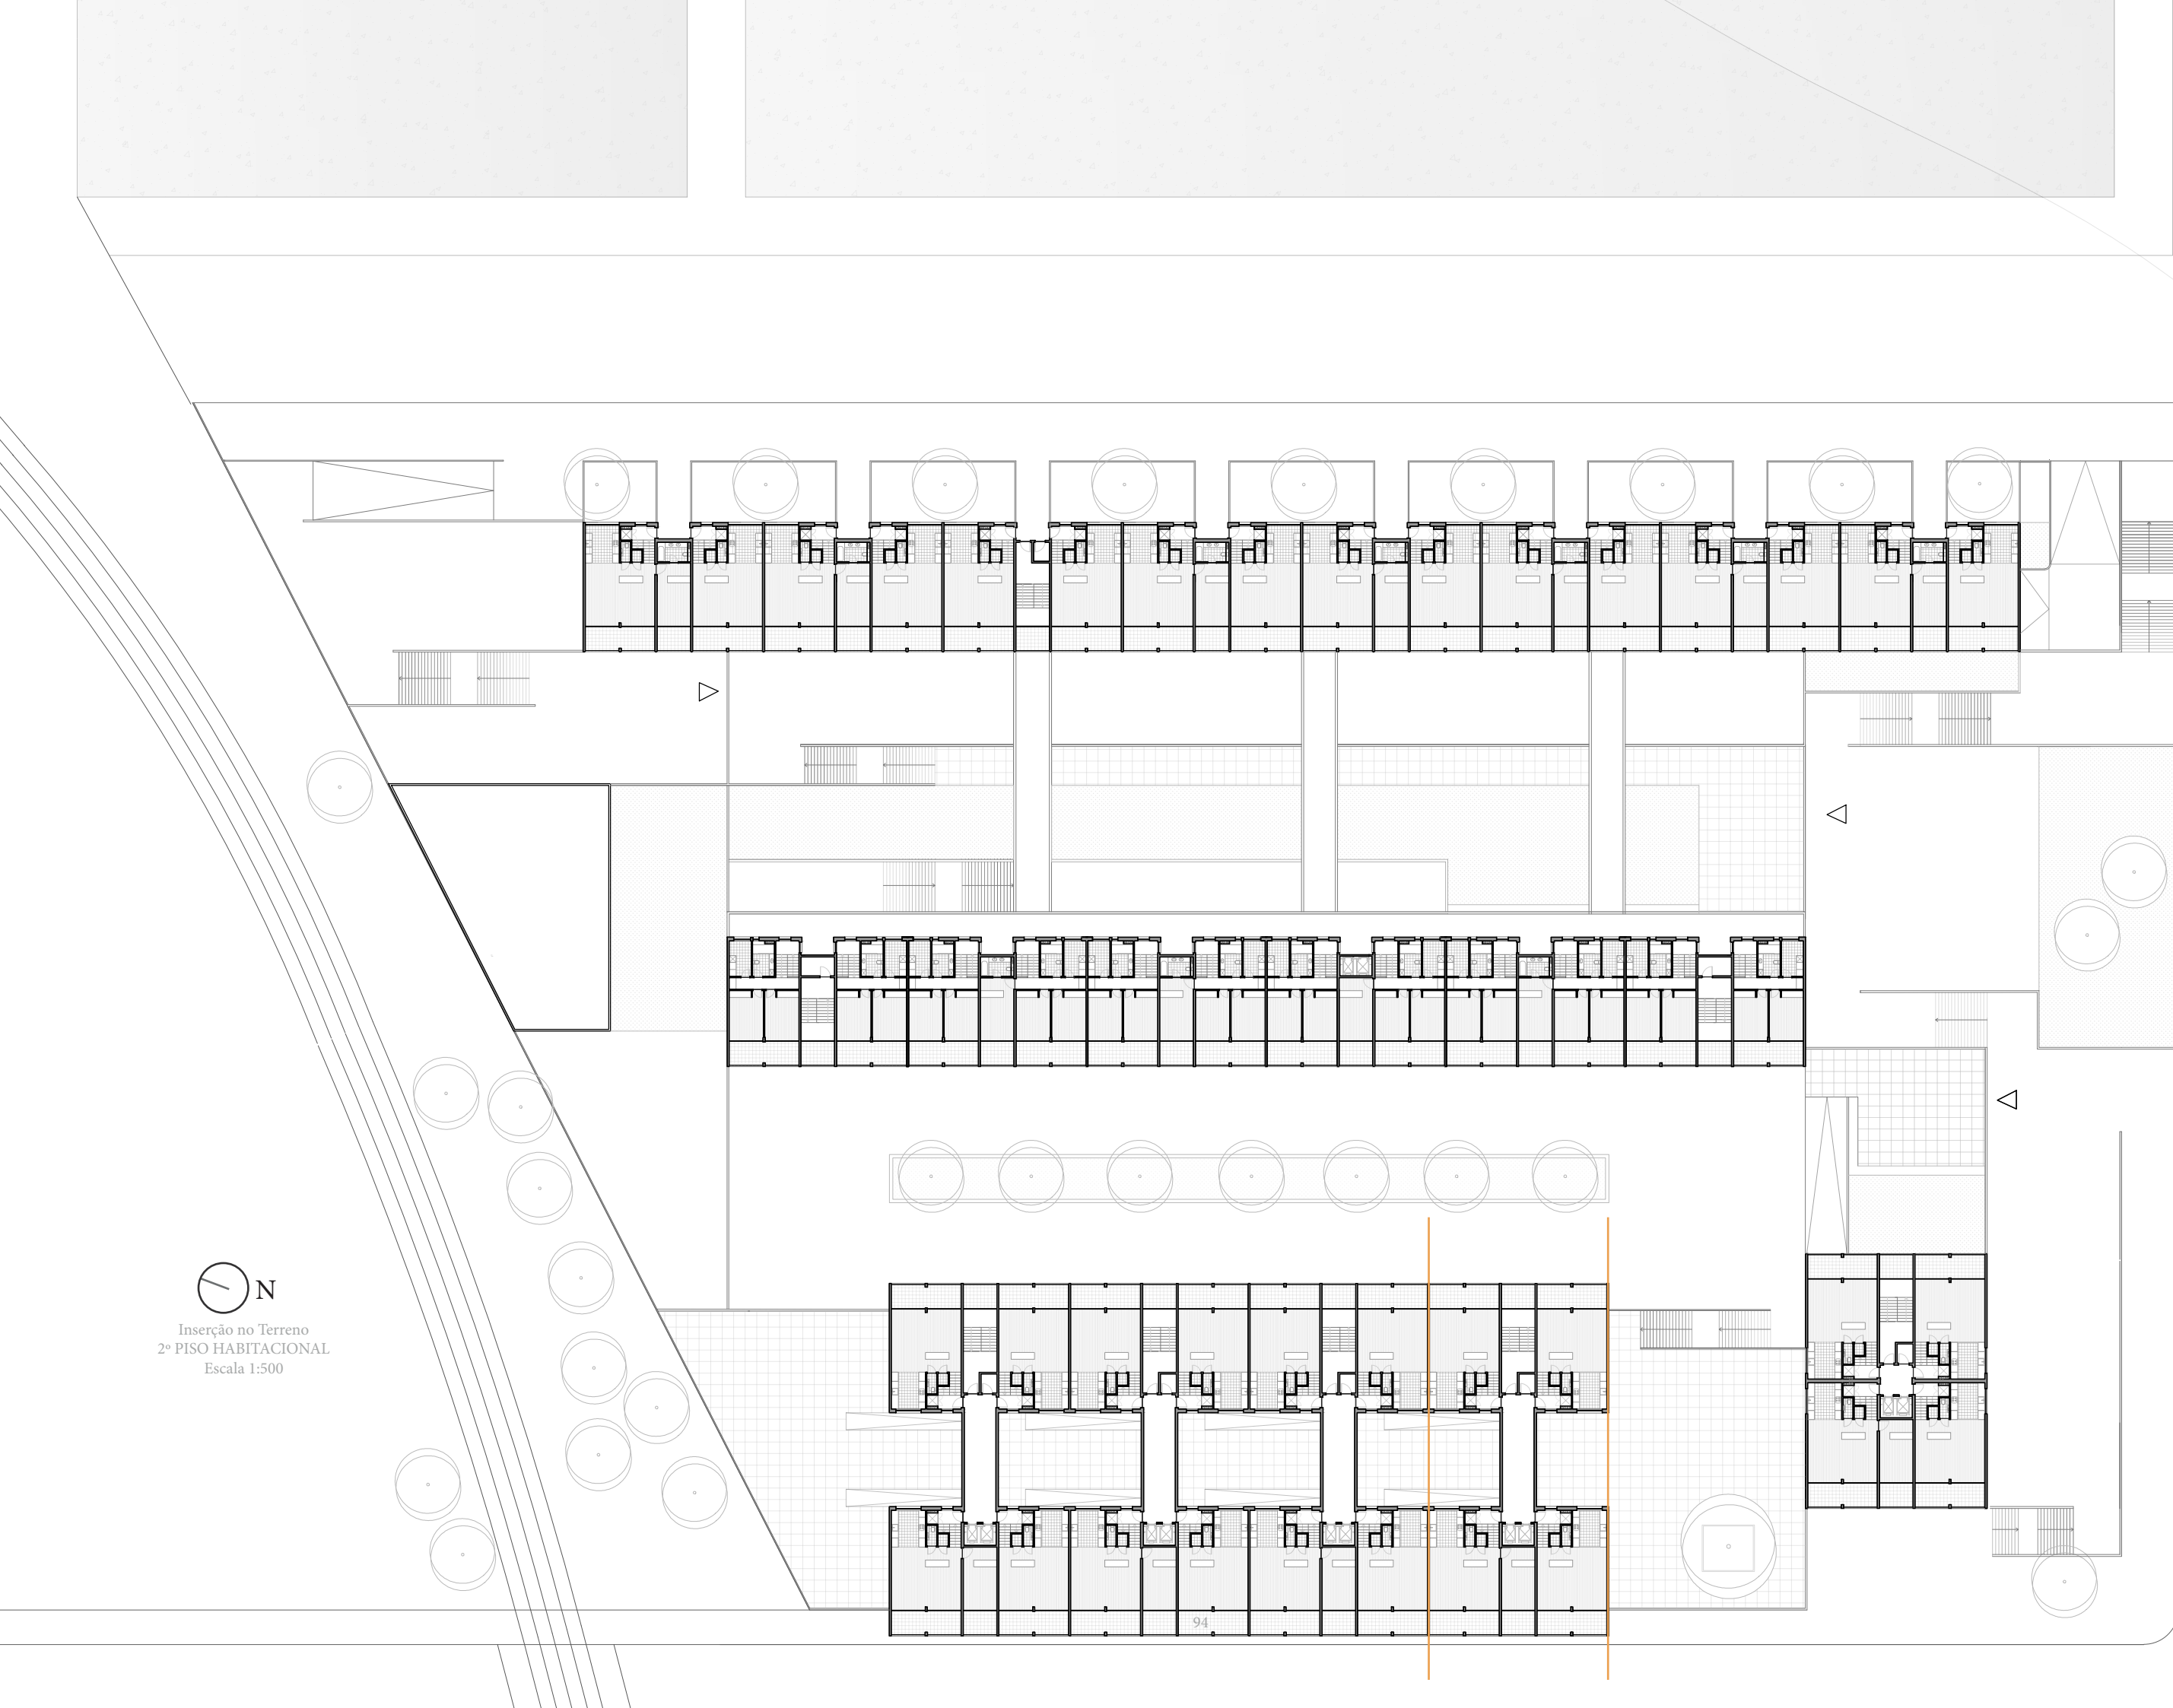 N
Inserção no Terreno
2º PISO HABITACIONAL
Escala 1:500
94